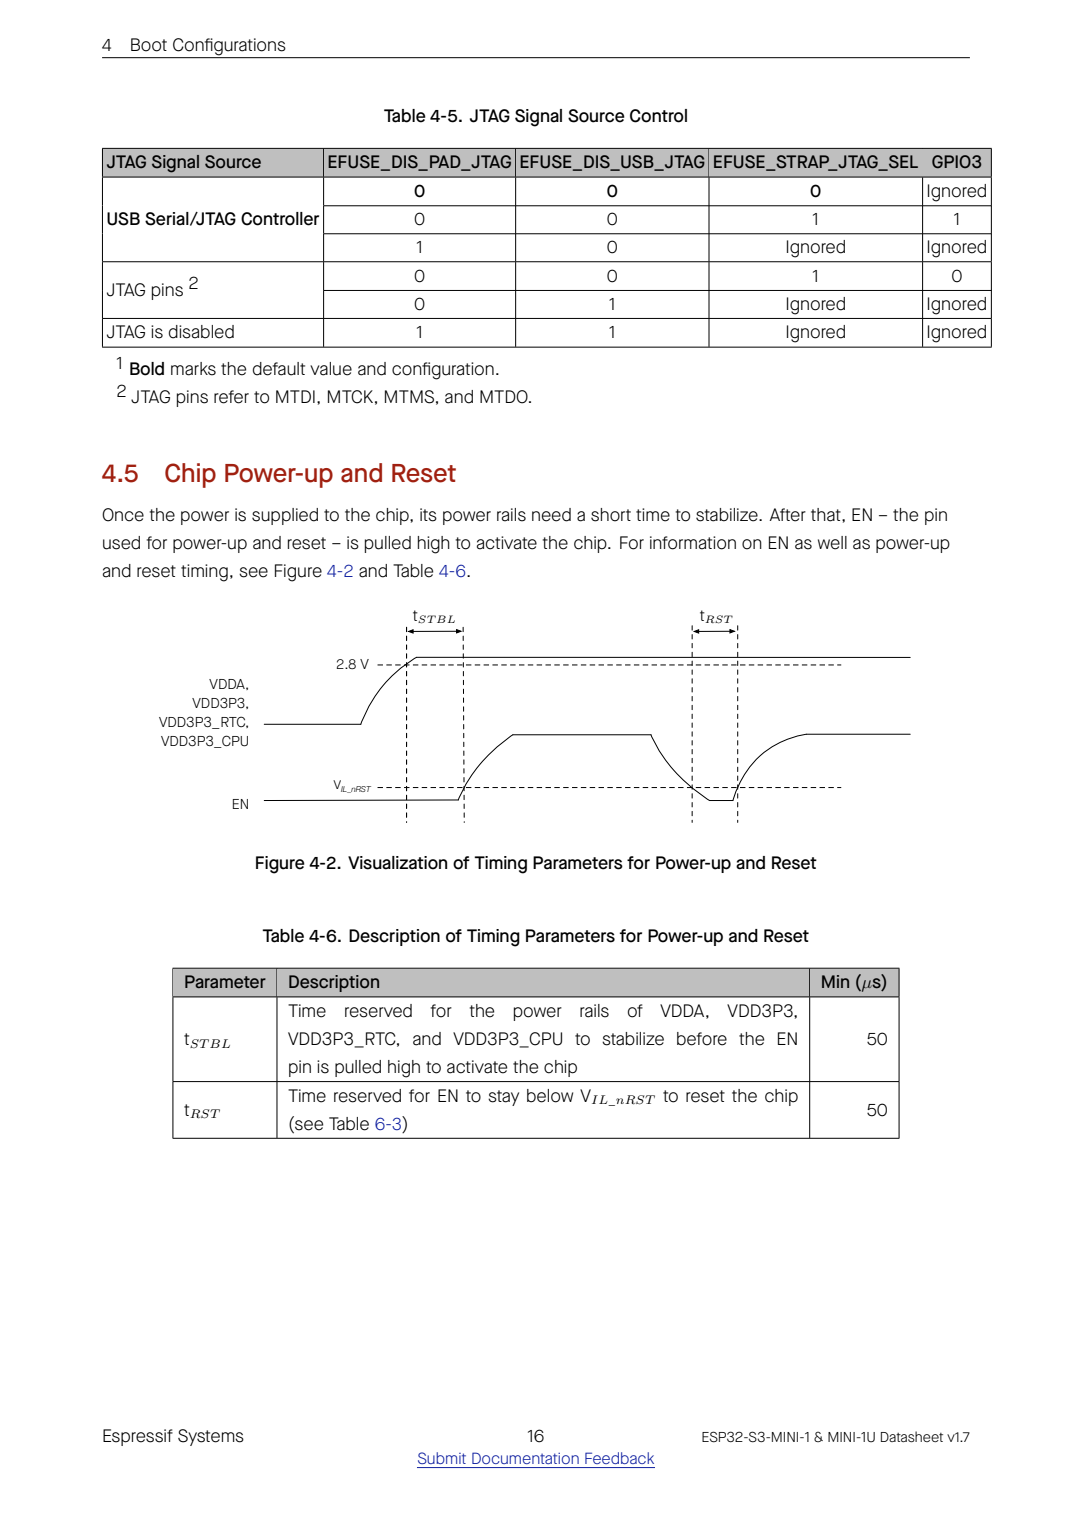 4 Boot Configurations
Table 4-5. JTAG Signal Source Control
JTAG Signal Source EFUSE_DIS_PAD_JTAG EFUSE_DIS_USB_JTAG EFUSE_STRAP_JTAG_SEL GPIO3
USB Serial/JTAG Controller
0 0 0 Ignored
0 0 1 1
1 0 Ignored Ignored
JTAG pins 2
0 0 1 0
0 1 Ignored Ignored
JTAG is disabled 1 1 Ignored Ignored
1 Bold marks the default value and configuration.
2 JTAG pins refer to MTDI, MTCK, MTMS, and MTDO.
4.5 Chip Power-up and Reset
Once the power is supplied to the chip, its power rails need a short time to stabilize. After that, EN – the pin
used for power-up and reset – is pulled high to activate the chip. For information on EN as well as power-up
and reset timing, see Figure 4-2 and Table 4-6.
tSTBL tRST
2.8 V
VDDA,
VDD3P3,
VDD3P3_RTC,
VDD3P3_CPU
VIL_nRST
EN
Figure 4-2. Visualization of Timing Parameters for Power-up and Reset
Table 4-6. Description of Timing Parameters for Power-up and Reset
Parameter Description Min (μs)
tSTBL
Time reserved for the power rails of VDDA, VDD3P3,
VDD3P3_RTC, and VDD3P3_CPU to stabilize before the EN
pin is pulled high to activate the chip
50
tRST
Time reserved for EN to stay below VIL_nRST to reset the chip
(see Table 6-3)
50
Espressif Systems 16 ESP32-S3-MINI-1 & MINI-1U Datasheet v1.7
Submit Documentation Feedback